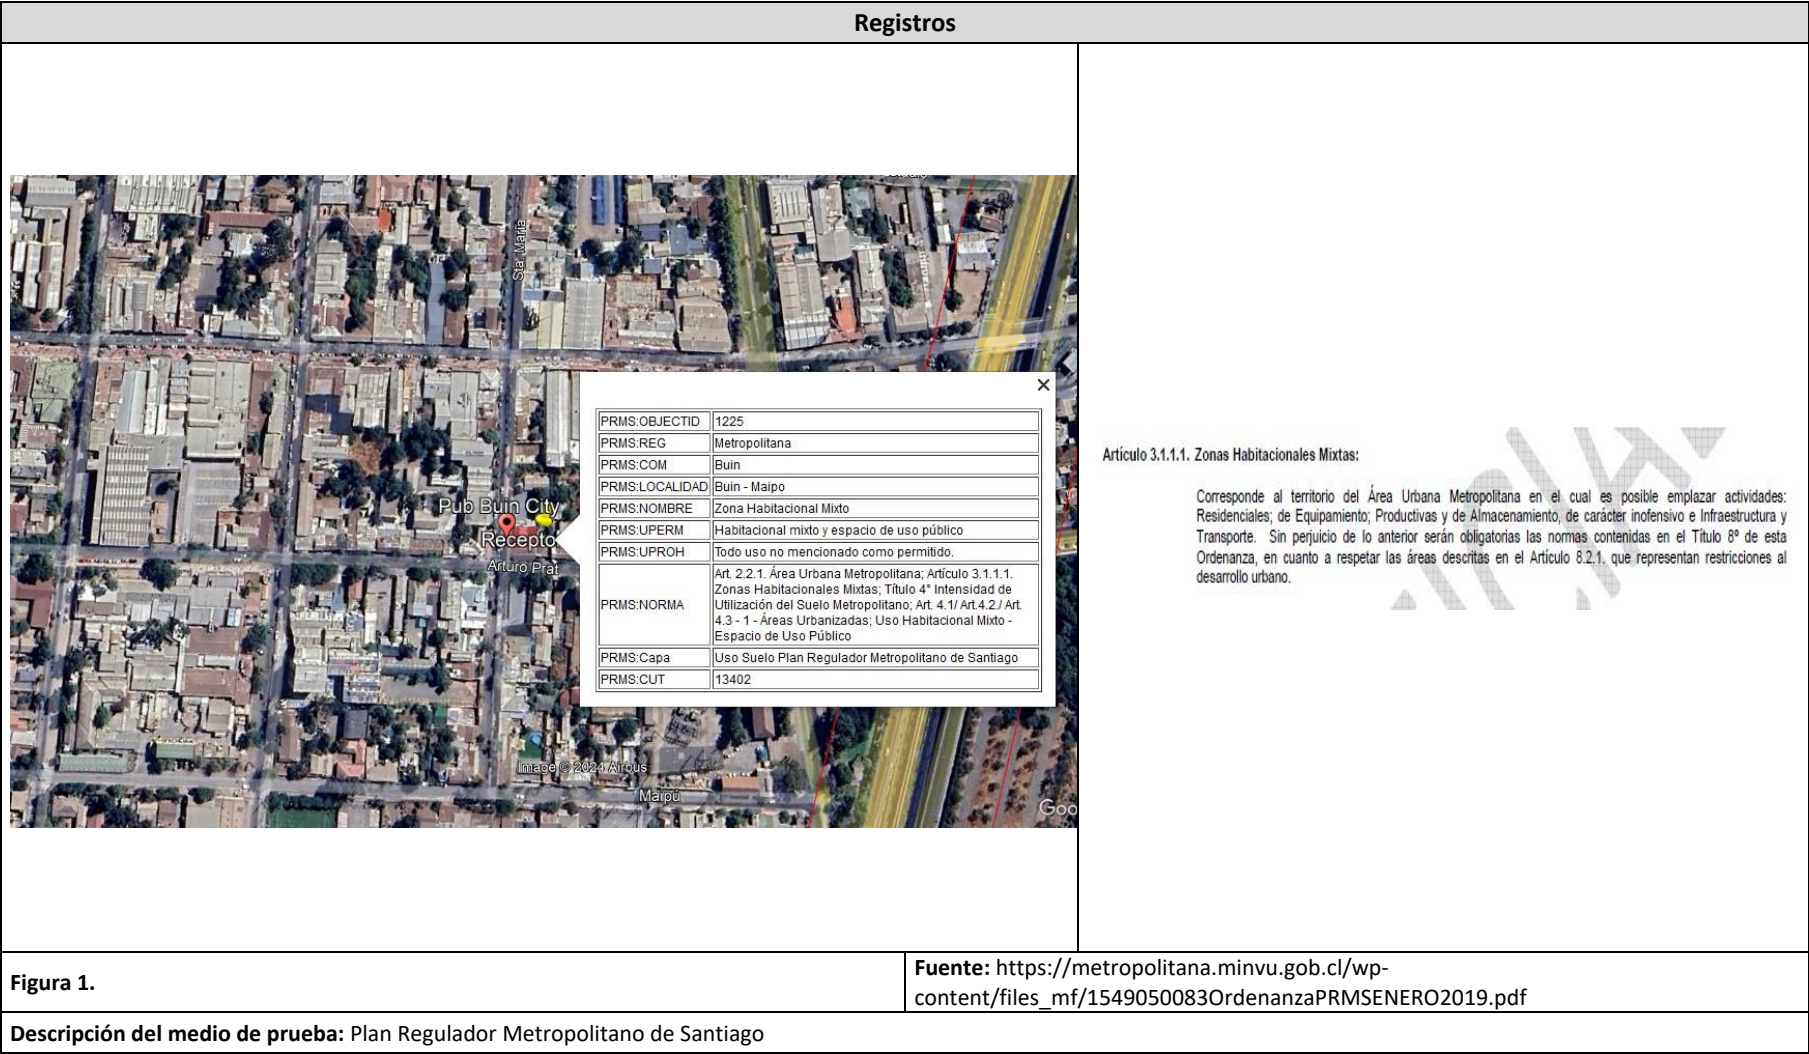 Registros
Sta. María
Pub Buin City
Recepto
Arturo Prat
Image © 2024 Airbus
Maipú
Goo
PRMS:OBJECTID 1225
PRMS:REG Metropolitana
PRMS:COM Buin
PRMS:LOCALIDAD Buin - Maipo
PRMS:NOMBRE Zona Habitacional Mixto
PRMS:UPERM Habitacional mixto y espacio de uso público
PRMS:UPROH Todo uso no mencionado como permitido.
PRMS:NORMA Art. 2.2.1. Área Urbana Metropolitana; Artículo 3.1.1.1.
Zonas Habitacionales Mixtas; Título 4° Intensidad de
Utilización del Suelo Metropolitano; Art. 4.1/ Art.4.2./ Art.
4.3 - 1 - Áreas Urbanizadas; Uso Habitacional Mixto -
Espacio de Uso Público
PRMS:Capa Uso Suelo Plan Regulador Metropolitano de Santiago
PRMS:CUT 13402
Artículo 3.1.1.1. Zonas Habitacionales Mixtas:
Corresponde al territorio del Área Urbana Metropolitana en el cual es posible emplazar actividades:
Residenciales; de Equipamiento; Productivas y de Almacenamiento, de carácter inofensivo e Infraestructura y
Transporte. Sin perjuicio de lo anterior serán obligatorias las normas contenidas en el Título 8º de esta
Ordenanza, en cuanto a respetar las áreas descritas en el Artículo 8.2.1. que representan restricciones al
desarrollo urbano.
Figura 1.
Fuente: https://metropolitana.minvu.gob.cl/wp-
content/files_mf/1549050083OrdenanzaPRMSENERO2019.pdf
Descripción del medio de prueba: Plan Regulador Metropolitano de Santiago